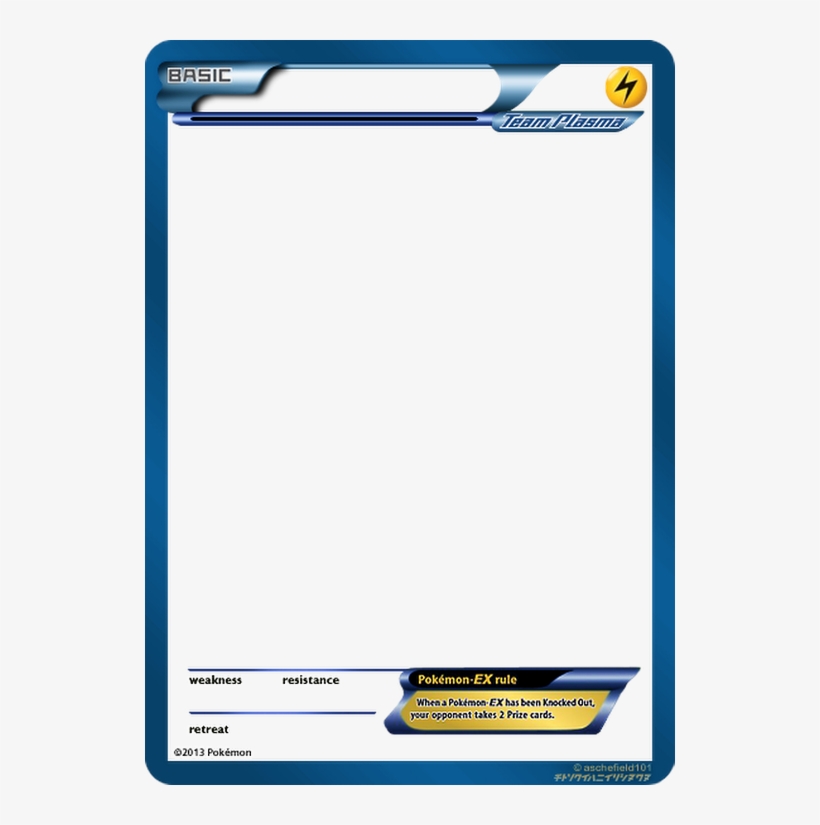 BASIC
Team Plasma
weakness resistance
Pokémon-EX rule
When a Pokémon-EX has been Knocked Out,
your opponent takes 2 Prize cards.
retreat
©2013 Pokémon
© aschefield101